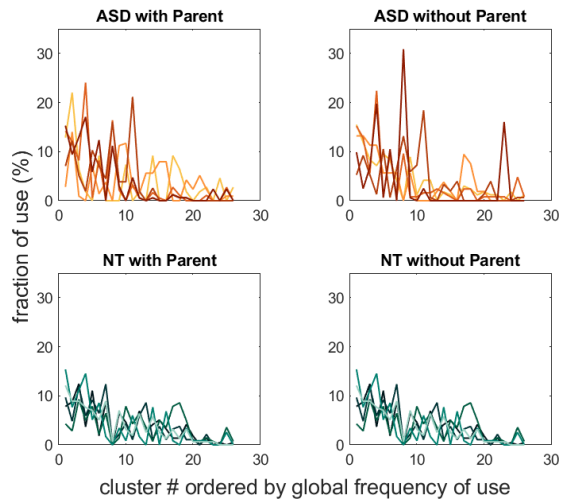 ASD with Parent
ASD without Parent
30
20
10
0
0 10 20 30
30
20
10
0
0 10 20 30
fraction of use (%)
NT with Parent
NT without Parent
30
20
10
0
0 10 20 30
30
20
10
0
0 10 20 30
cluster # ordered by global frequency of use